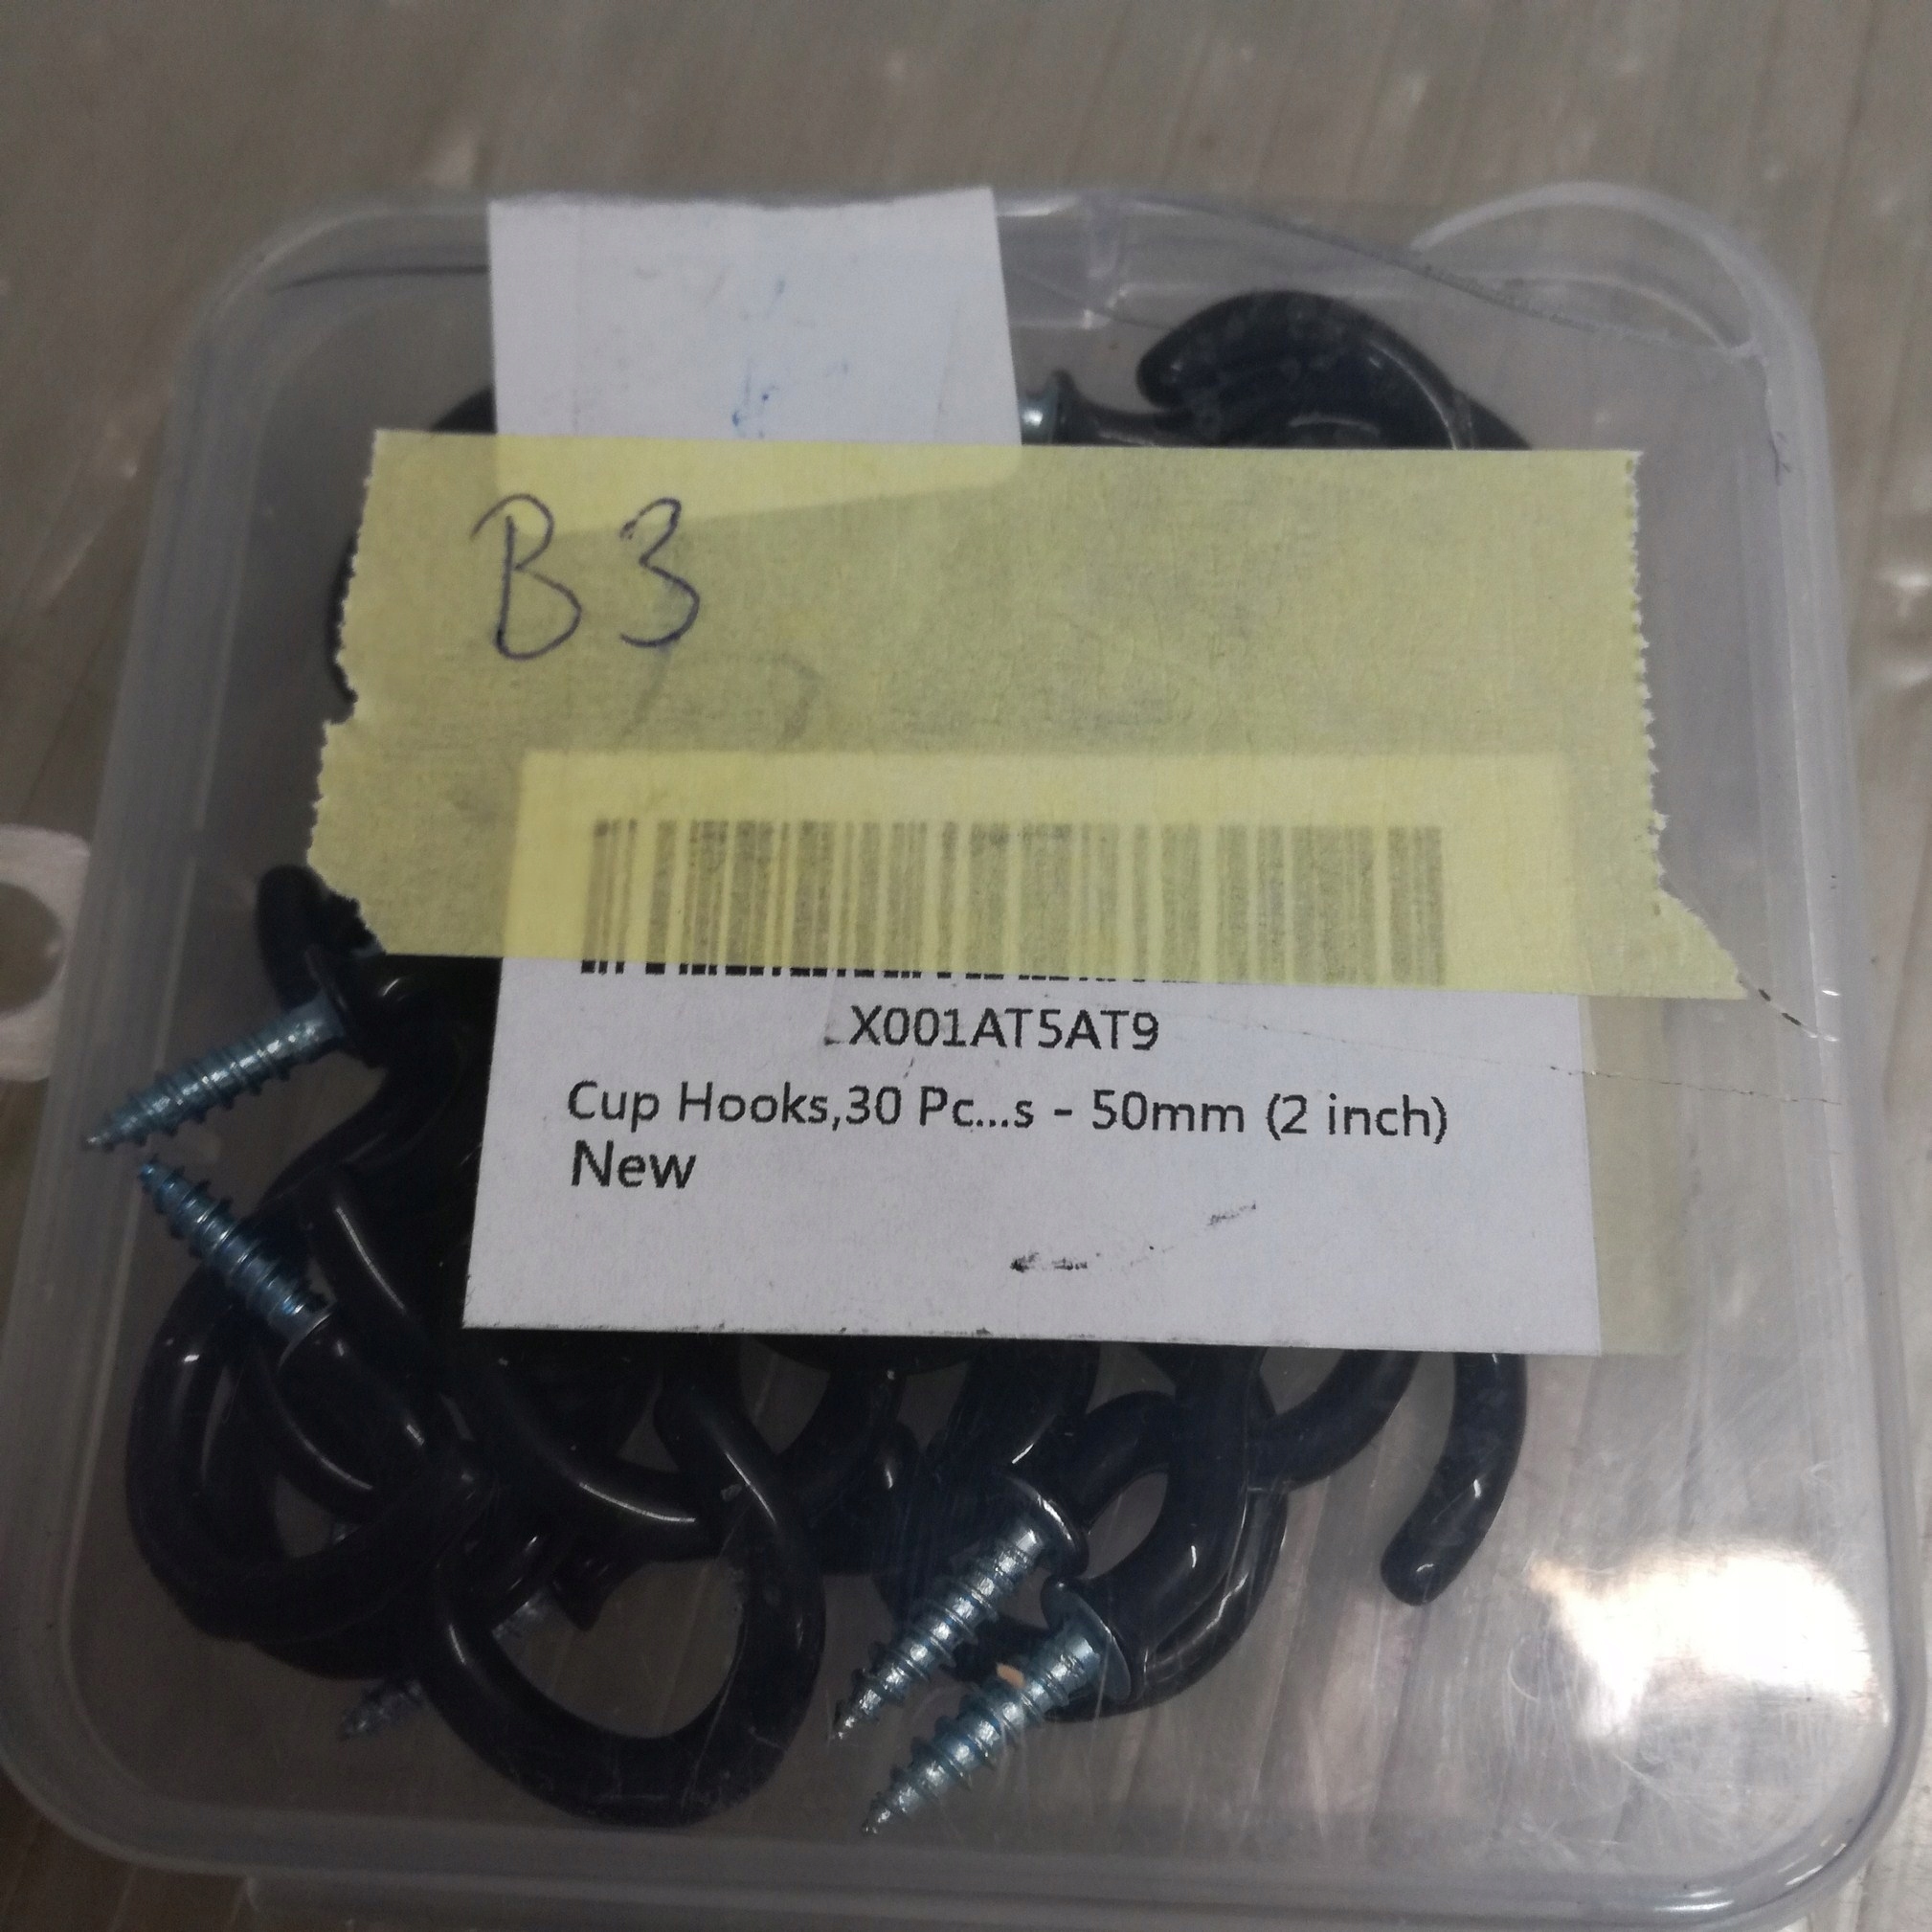 B3
X001AT5AT9
Cup Hooks,30 Pc...s - 50mm (2 inch)
New